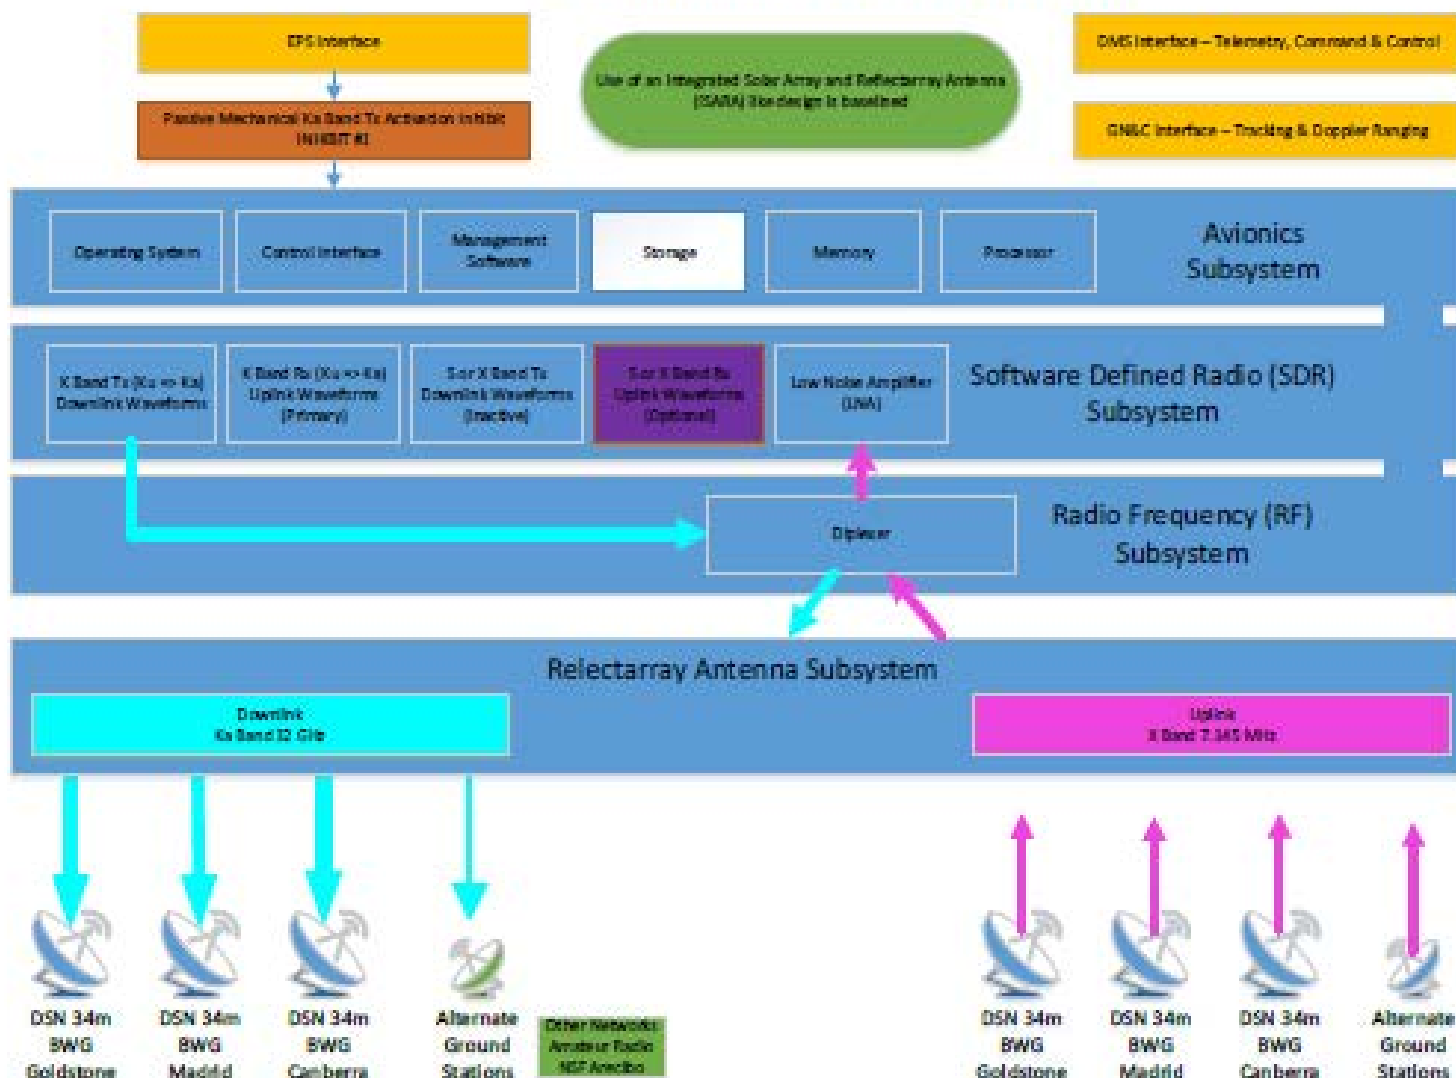 EPS Interface
Use of an Integrated Solar Array and Reflectarray Antenna
(ISARA) like design is baselined
DMS Interface – Telemetry, Command & Control
Passive Mechanical Ka Band Tx Activation Inhibit
INHIBIT #1
GN&C Interface – Tracking & Doppler Ranging
Operating System
Control Interface
Management
Software
Storage
Memory
Processor
Avionics
Subsystem
K Band Tx (Ku => Ka)
Downlink Waveforms
K Band Rx (Ku => Ka)
Uplink Waveforms
(Primary)
S or X Band Tx
Downlink Waveforms
(Inactive)
S or X Band Rx
Uplink Waveforms
(Optional)
Low Noise Amplifier
(LNA)
Software Defined Radio (SDR)
Subsystem
Diplexer
Radio Frequency (RF)
Subsystem
Relectarray Antenna Subsystem
Downlink
Ka Band 32 GHz
Uplink
X Band 7.145 MHz
DSN 34m
BWG
Goldstone
DSN 34m
BWG
Madrid
DSN 34m
BWG
Canberra
Alternate
Ground
Stations
Other Networks
Amateur Radio
NSF Arecibo
DSN 34m
BWG
Goldstone
DSN 34m
BWG
Madrid
DSN 34m
BWG
Canberra
Alternate
Ground
Stations